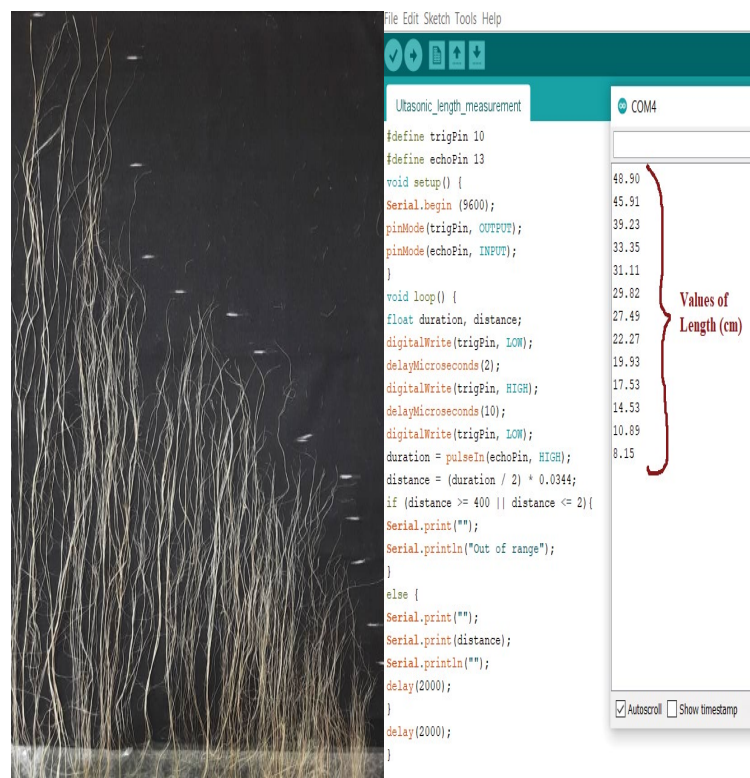 File Edit Sketch Tools Help
Ultasonic_length_measurement
#define trigPin 10
#define echoPin 13
void setup() {
Serial.begin (9600);
pinMode(trigPin, OUTPUT);
pinMode(echoPin, INPUT);
}
void loop() {
float duration, distance;
digitalWrite(trigPin, LOW);
delayMicroseconds(2);
digitalWrite(trigPin, HIGH);
delayMicroseconds(10);
digitalWrite(trigPin, LOW);
duration = pulseIn(echoPin, HIGH);
distance = (duration / 2) * 0.0344;
if (distance >= 400 || distance <= 2){
Serial.print("");
Serial.println("Out of range");
}
else {
Serial.print("");
Serial.print(distance);
Serial.println("");
delay(2000);
}
delay(2000);
}
COM4
48.90
45.91
39.23
33.35
31.11
29.82
27.49
22.27
19.93
17.53
14.53
10.89
8.15
Values of
Length (cm)
Autoscroll Show timestamp